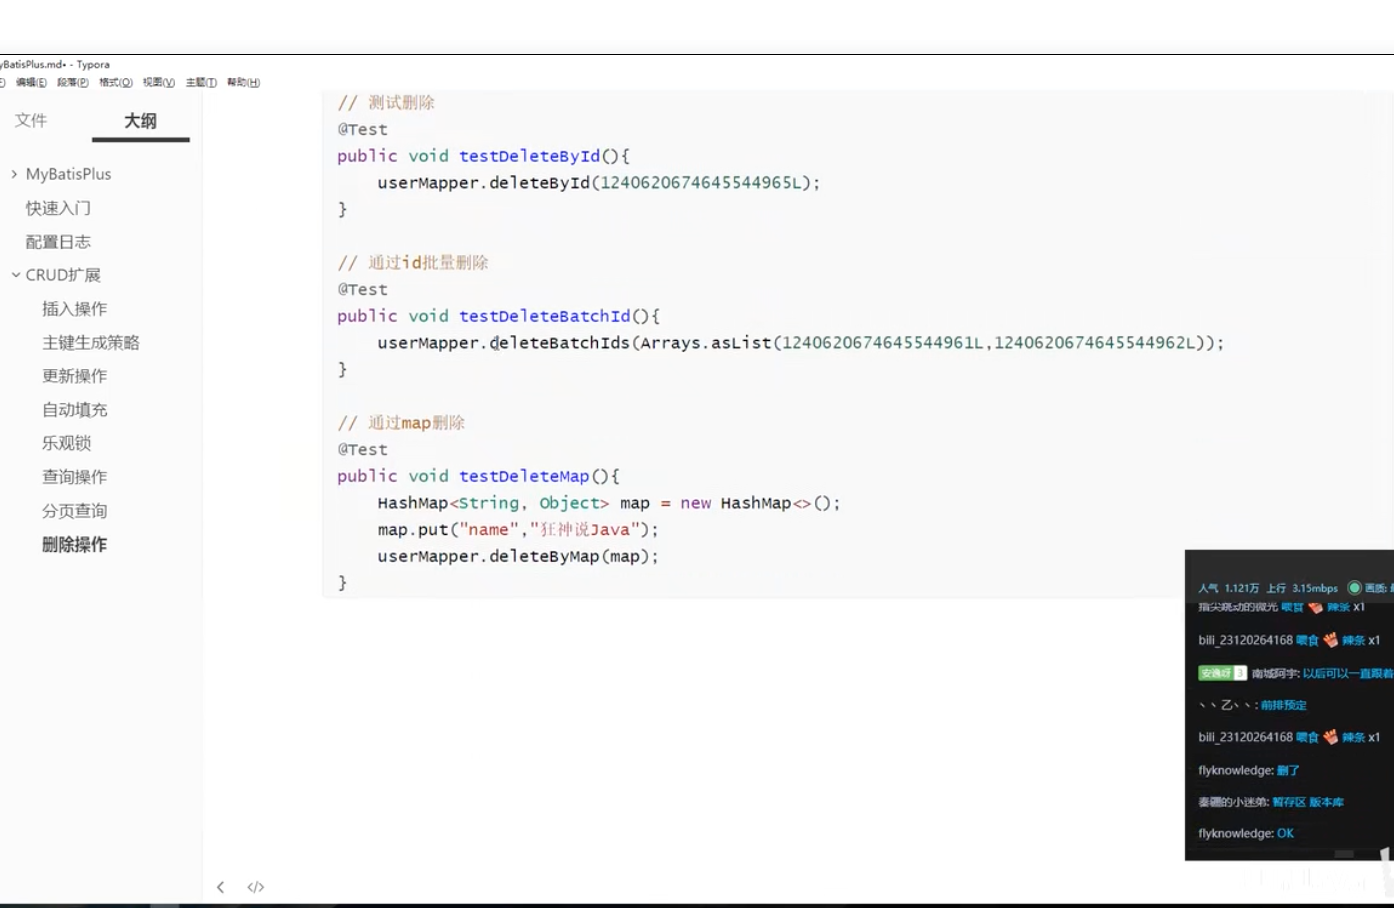 yBatisPlus.md• - Typora
编辑(E) 段落(P) 格式(O) 视图(V) 主题(T) 帮助(H)
文件 大纲
MyBatisPlus
快速入门
配置日志
CRUD扩展
插入操作
主键生成策略
更新操作
自动填充
乐观锁
查询操作
分页查询
删除操作
// 测试删除
@Test
public void testDeleteById(){
userMapper.deleteById(1240620674645544965L);
}
// 通过id批量删除
@Test
public void testDeleteBatchId(){
userMapper.deleteBatchIds(Arrays.asList(1240620674645544961L,1240620674645544962L));
}
// 通过map删除
@Test
public void testDeleteMap(){
HashMap<String, Object> map = new HashMap<>();
map.put("name","狂神说Java");
userMapper.deleteByMap(map);
}
人气 1.121万 上行 3.15mbps 画质:
指尖跳动的微光 喂食 辣条 x1
bili_23120264168 喂食 辣条 x1
3 南城阿宇: 以后可以一直跟着
丶丶乙丶丶: 前排预定
bili_23120264168 喂食 辣条 x1
flyknowledge: 删了
秦疆的小迷弟: 暂存区 版本库
flyknowledge: OK